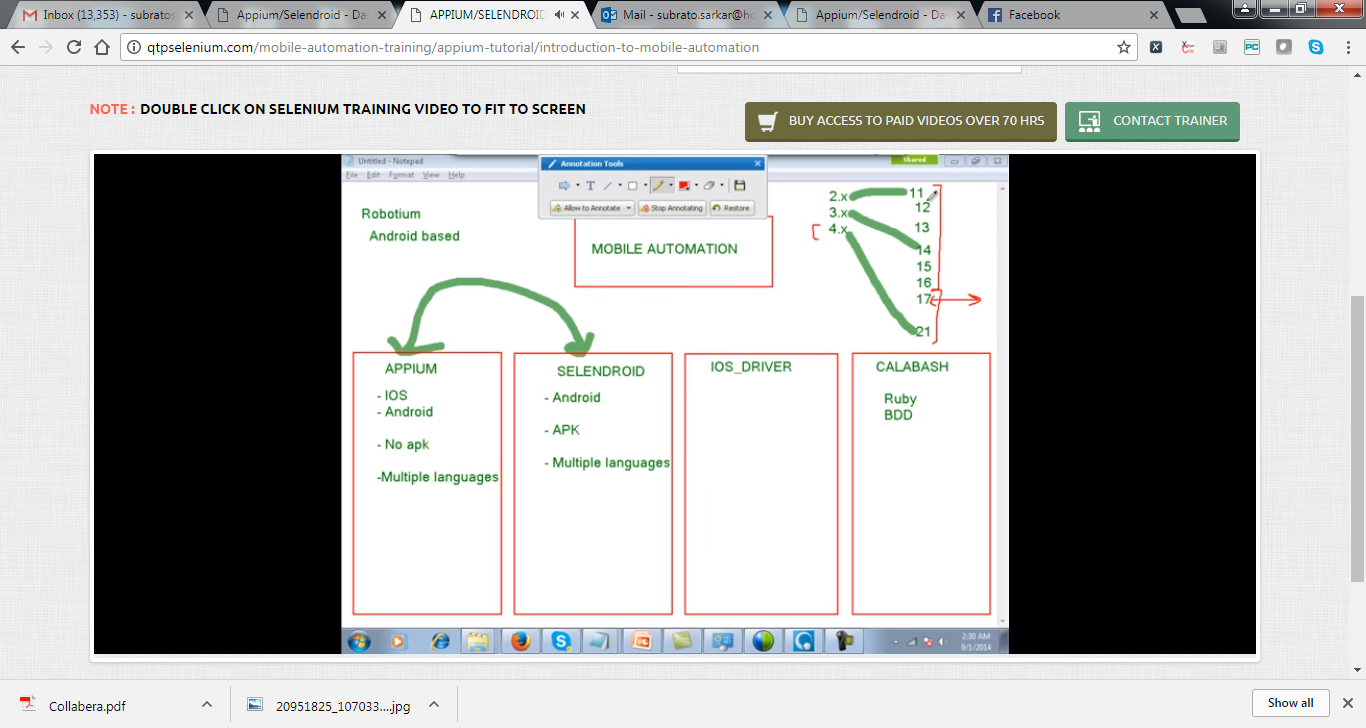 Inbox (13,353) - subratos
Appium/Selendroid - Da
APPIUM/SELENDROID
Mail - subrato.sarkar@hc
Appium/Selendroid - Da
Facebook
qtpselenium.com/mobile-automation-training/appium-tutorial/introduction-to-mobile-automation
NOTE : DOUBLE CLICK ON SELENIUM TRAINING VIDEO TO FIT TO SCREEN
BUY ACCESS TO PAID VIDEOS OVER 70 HRS
CONTACT TRAINER
Untitled - Notepad
File Edit Format View Help
Annotation Tools
Allow to Annotate
Stop Annotating
Restore
Shared
Robotium
Android based
MOBILE AUTOMATION
2.x
3.x
4.x
11
12
13
14
15
16
17
21
APPIUM
- IOS
- Android
- No apk
-Multiple languages
SELENDROID
- Android
- APK
- Multiple languages
IOS_DRIVER
CALABASH
Ruby
BDD
2:30 AM
9/1/2014
Collabera.pdf
20951825_107033....jpg
Show all